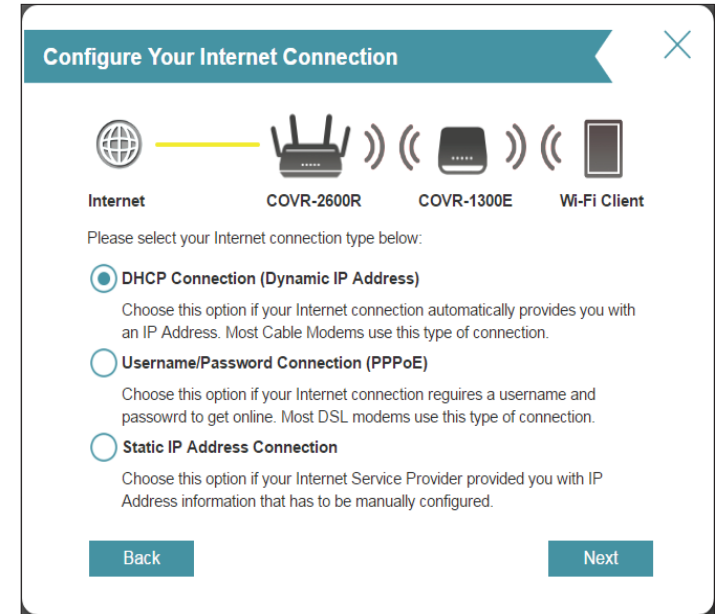 Configure Your Internet Connection
Internet
COVR-2600R
COVR-1300E
Wi-Fi Client
Please select your Internet connection type below:
DHCP Connection (Dynamic IP Address)
Choose this option if your Internet connection automatically provides you with
an IP Address. Most Cable Modems use this type of connection.
Username/Password Connection (PPPoE)
Choose this option if your Internet connection reguires a username and
passowrd to get online. Most DSL modems use this type of connection.
Static IP Address Connection
Choose this option if your Internet Service Provider provided you with IP
Address information that has to be manually configured.
Back
Next